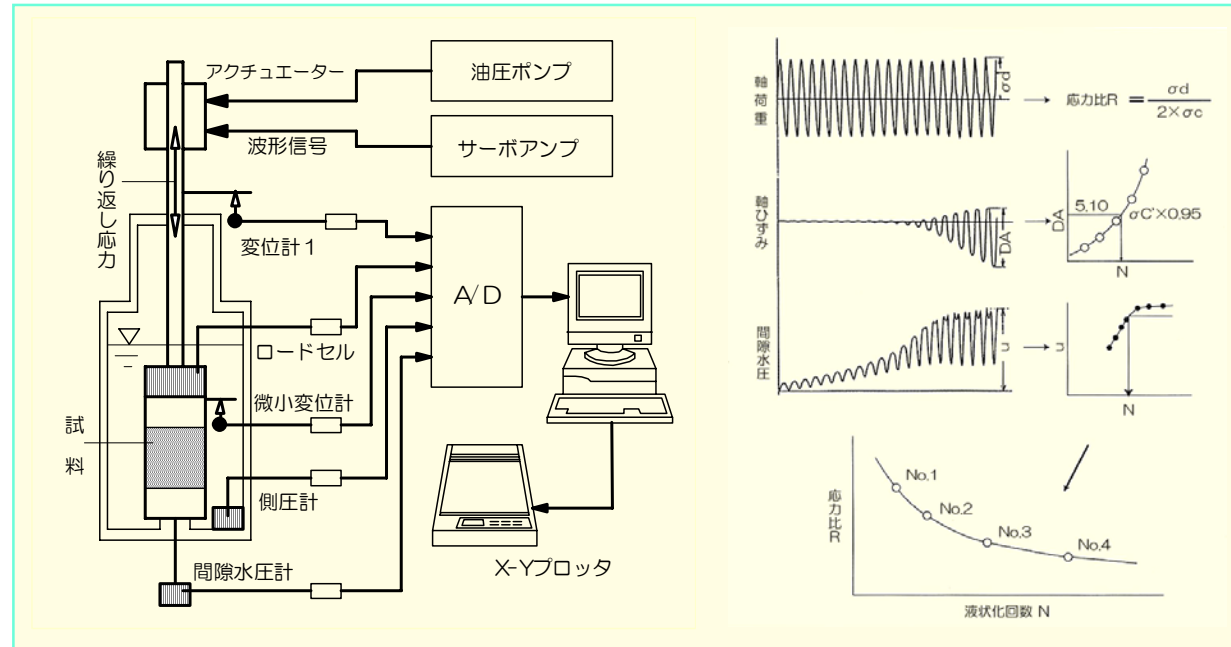 アクチュエーター
油圧ポンプ
波形信号
サーボアンプ
繰り返し応力
変位計1
A/D
ロードセル
微小変位計
試料
側圧計
X-Yプロッタ
間隙水圧計
軸荷重
σd
応力比R = σd
2×σc
軸ひずみ
DA
DA
5,10
σC'×0.95
N
間隙水圧
u
u
N
応力比R
No.1
No.2
No.3
No.4
液状化回数 N